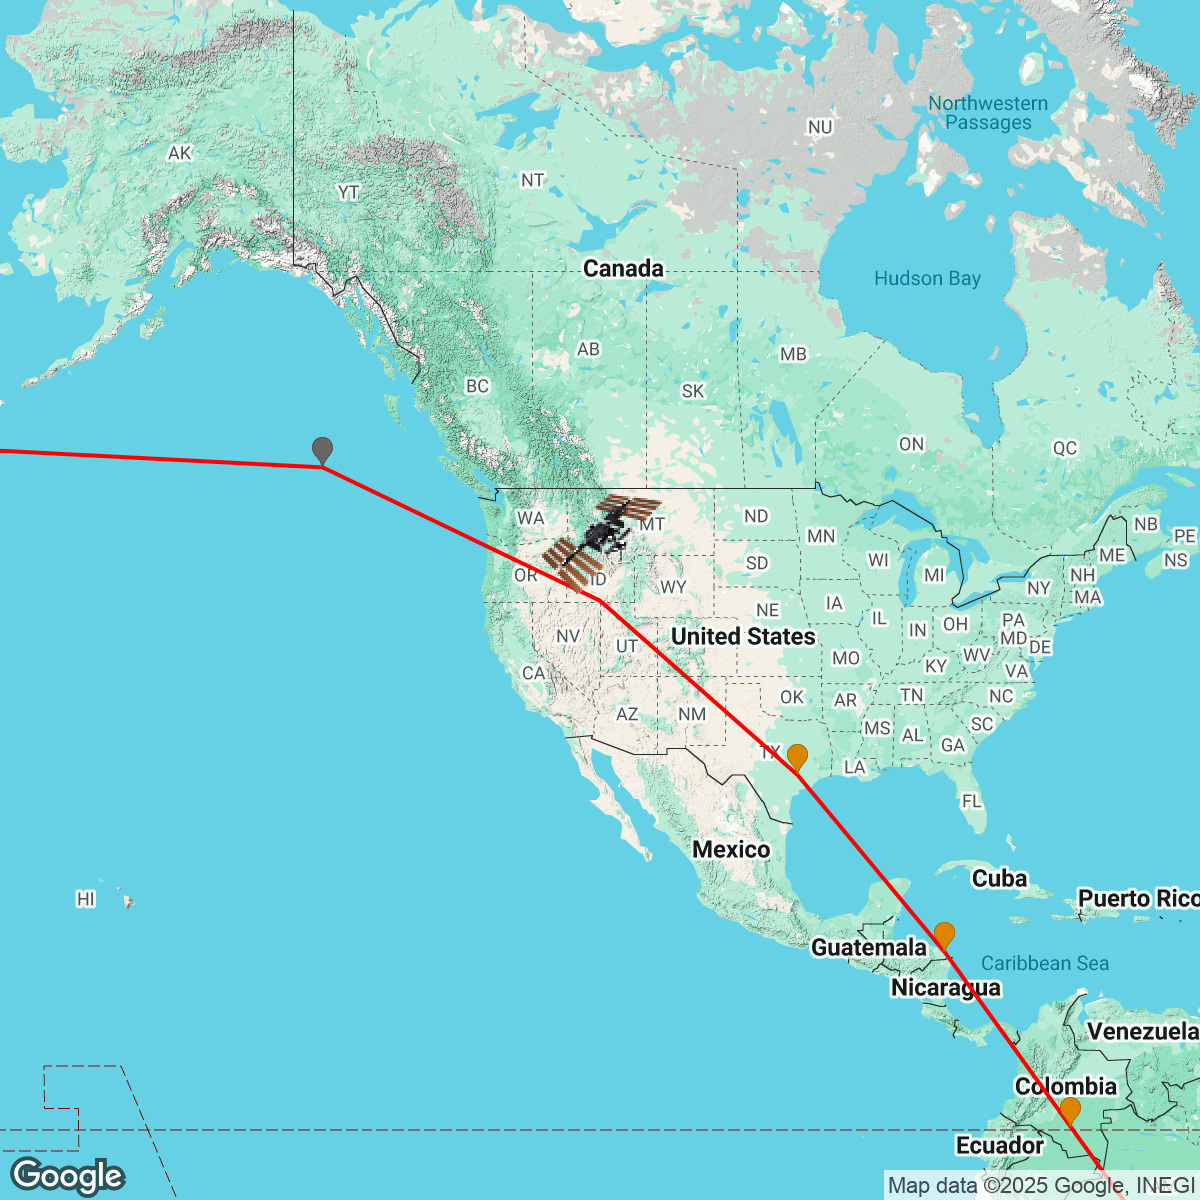 Northwestern
Passages
NU
AK
NT
YT
Canada
Hudson Bay
AB
MB
BC
SK
ON
QC
WA
MT
ND
NB
MN
PE
ME
WI
NS
SD
OR
ID
MI
NH
WY
NY
MA
NE
IA
IL
PA
OH
IN
NV
United States
MD
DE
UT
WV
MO
KY
VA
CA
OK
AR
TN
NC
AZ
NM
SC
MS
AL
GA
TX
LA
FL
Mexico
Cuba
HI
Puerto Rico
Guatemala
Caribbean Sea
Nicaragua
Venezuela
Colombia
Ecuador
Google
Map data ©2025 Google, INEGI